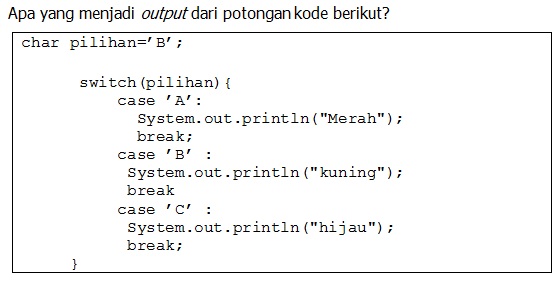 Apa yang menjadi output dari potongan kode berikut?
char pilihan='B';
switch(pilihan){
case 'A':
System.out.println("Merah");
break;
case 'B' :
System.out.println("kuning");
break
case 'C' :
System.out.println("hijau");
break;
}